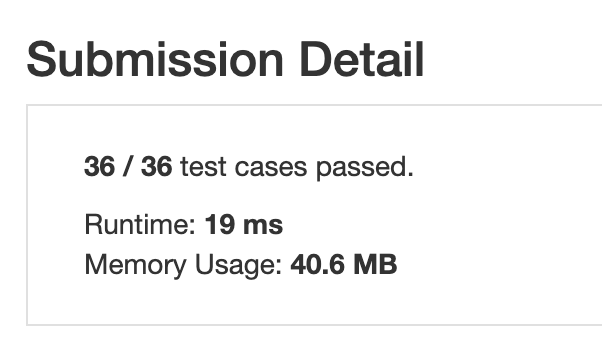 Submission Detail
36 / 36 test cases passed.
Runtime: 19 ms
Memory Usage: 40.6 MB